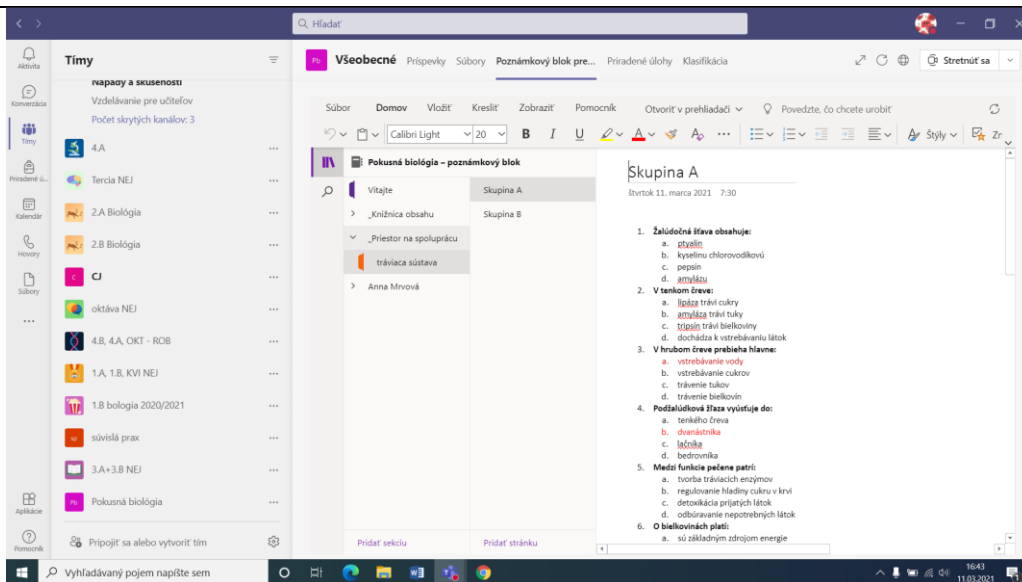 Hľadať
Aktivita
Konverzácia
Tímy
Priradené ú...
Kalendár
Hovory
Súbory
Aplikácie
Pomocník
Tímy
Nápady a skúsenosti
Vzdelávanie pre učiteľov
Počet skrytých kanálov: 3
4.A
Tercia NEJ
2.A Biológia
2.B Biológia
C
CJ
oktáva NEJ
4.B, 4.A, OKT - ROB
1.A, 1.B, KVI NEJ
1.B bologia 2020/2021
sp
súvislá prax
3.A+3.B NEJ
Pb
Pokusná biológia
Pripojiť sa alebo vytvoriť tím
Pb
Všeobecné Príspevky Súbory Poznámkový blok pre... Priradené úlohy Klasifikácia
Stretnúť sa
Súbor Domov Vložiť Kresliť Zobraziť Pomocník Otvoriť v prehliadači Povedzte, čo chcete urobiť
Calibri Light 20 B I U A A Štýly Zr
Pokusná biológia – poznámkový blok
Vitajte
_Knižnica obsahu
_Priestor na spoluprácu
tráviaca sústava
Anna Mrvová
Pridať sekciu
Skupina A
Skupina B
Pridať stránku
Skupina A
štvrtok 11. marca 2021 7:30
1. Žalúdočná šťava obsahuje:
a. ptyalín
b. kyselinu chlorovodíkovú
c. pepsín
d. amylázu
2. V tenkom čreve:
a. lipáza trávi cukry
b. amyláza trávi tuky
c. tripsín trávi bielkoviny
d. dochádza k vstrebávaniu látok
3. V hrubom čreve prebieha hlavne:
a. vstrebávanie vody
b. vstrebávanie cukrov
c. trávenie tukov
d. trávenie bielkovín
4. Podžalúdková žľaza vyúsťuje do:
a. tenkého čreva
b. dvanástnika
c. lačníka
d. bedrovníka
5. Medzi funkcie pečene patrí:
a. tvorba tráviacich enzýmov
b. regulovanie hladiny cukru v krvi
c. detoxikácia prijatých látok
d. odbúravanie nepotrebných látok
6. O bielkovinách platí:
a. sú základným zdrojom energie
Vyhľadávaný pojem napíšte sem
16:43
11.03.2021